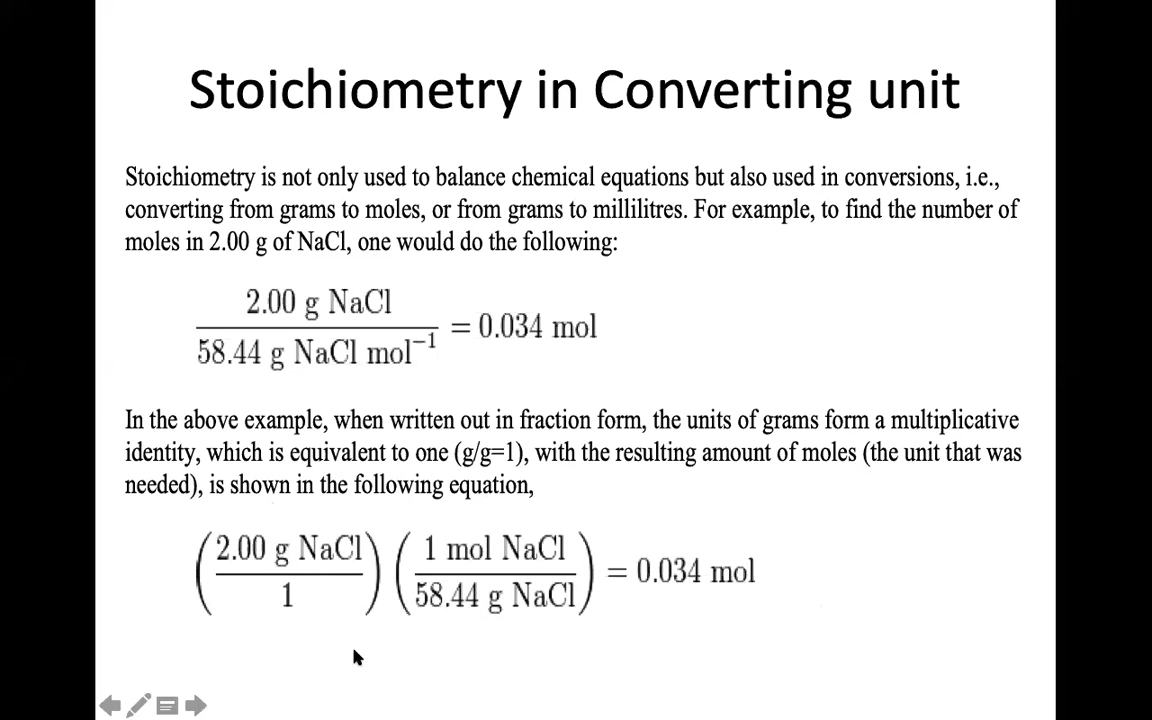 Stoichiometry in Converting unit
Stoichiometry is not only used to balance chemical equations but also used in conversions, i.e.,
converting from grams to moles, or from grams to millilitres. For example, to find the number of
moles in 2.00 g of NaCl, one would do the following:
2.00 g NaCl
58.44 g NaCl mol⁻¹
= 0.034 mol
In the above example, when written out in fraction form, the units of grams form a multiplicative
identity, which is equivalent to one (g/g=1), with the resulting amount of moles (the unit that was
needed), is shown in the following equation,
(2.00 g NaCl / 1) (1 mol NaCl / 58.44 g NaCl) = 0.034 mol